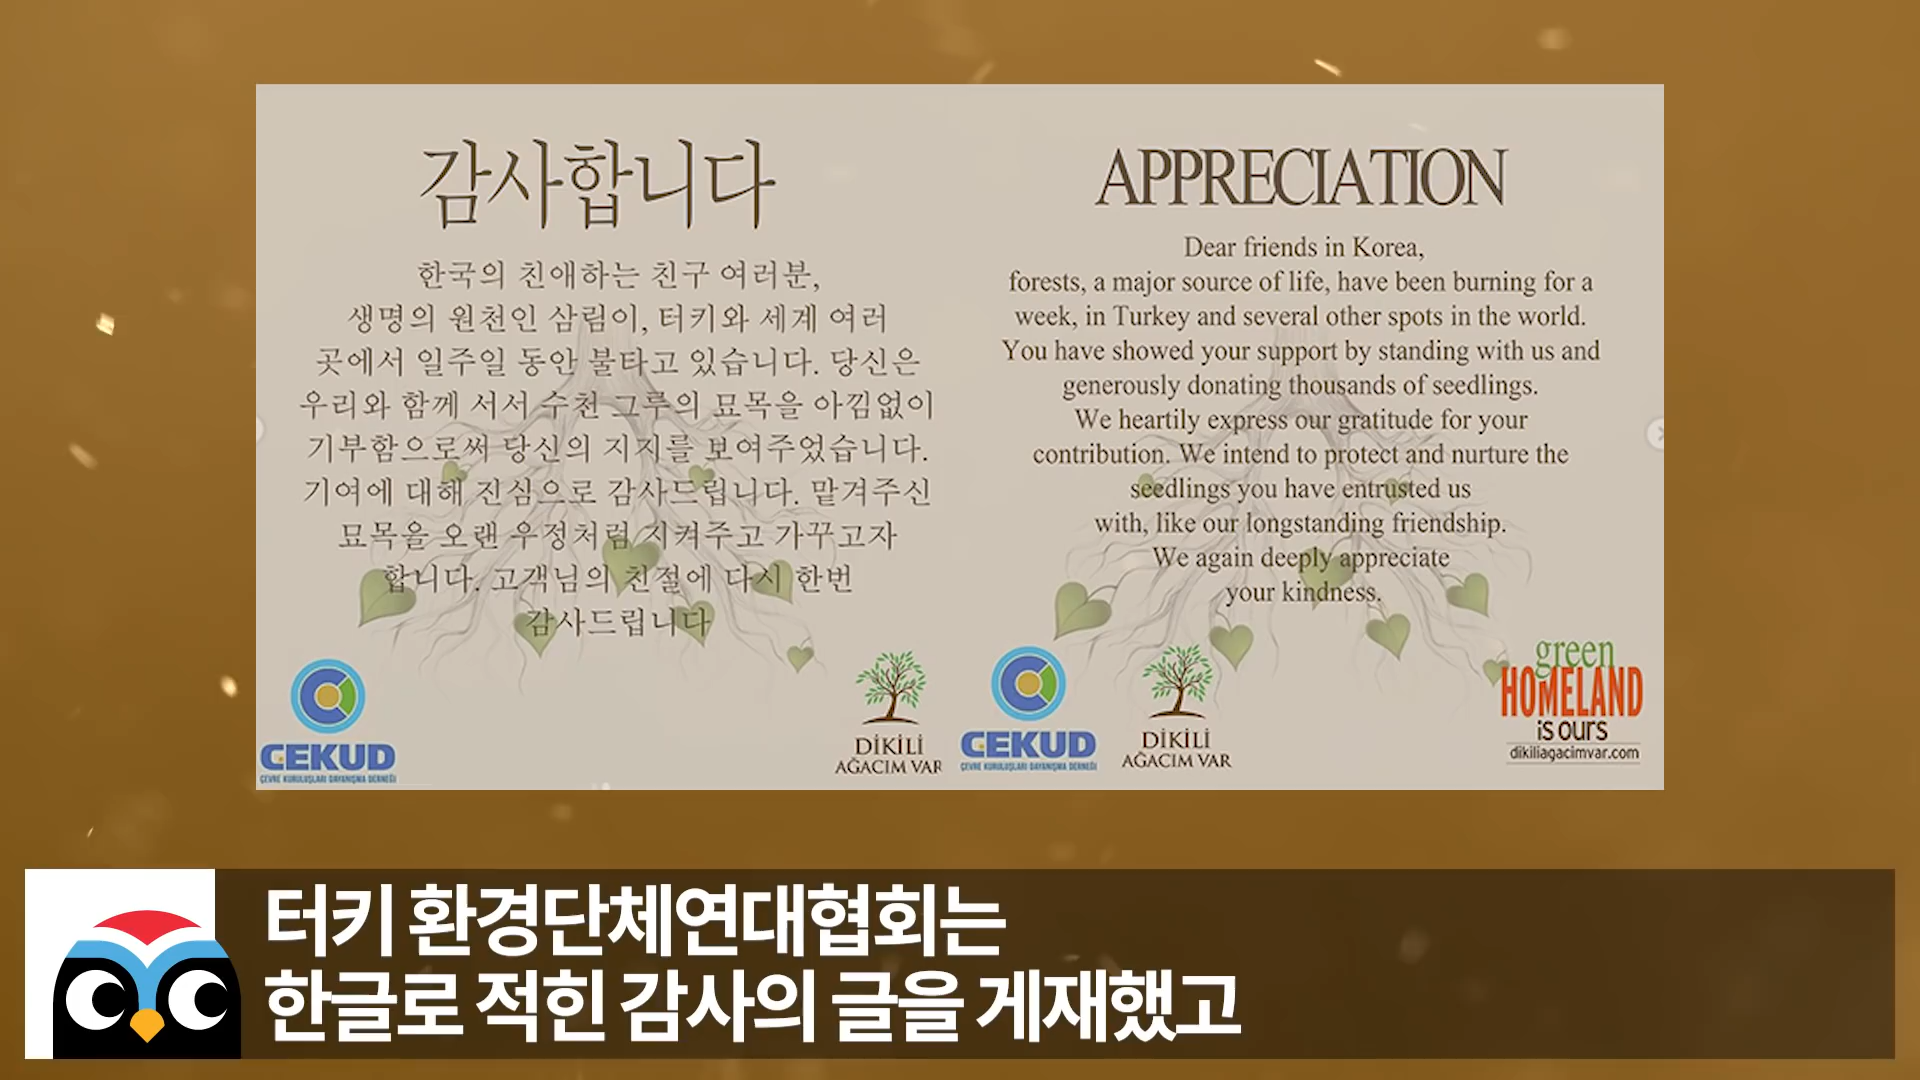 감사합니다
한국의 친애하는 친구 여러분,
생명의 원천인 삼림이, 터키와 세계 여러
곳에서 일주일 동안 불타고 있습니다. 당신은
우리와 함께 서서 수천 그루의 묘목을 아낌없이
기부함으로써 당신의 지지를 보여주었습니다.
기여에 대해 진심으로 감사드립니다. 맡겨주신
묘목을 오랜 우정처럼 지켜주고 가꾸고자
합니다. 고객님의 친절에 다시 한번
감사드립니다
CEKUD
ÇEVRE KURULUŞLARI DAYANIŞMA DERNEĞİ
DİKİLİ
AĞACIM VAR
APPRECIATION
Dear friends in Korea,
forests, a major source of life, have been burning for a
week, in Turkey and several other spots in the world.
You have showed your support by standing with us and
generously donating thousands of seedlings.
We heartily express our gratitude for your
contribution. We intend to protect and nurture the
seedlings you have entrusted us
with, like our longstanding friendship.
We again deeply appreciate
your kindness.
CEKUD
ÇEVRE KURULUŞLARI DAYANIŞMA DERNEĞİ
DİKİLİ
AĞACIM VAR
green
HOMELAND
is ours
dikiliagacimvar.com
터키 환경단체연대협회는
한글로 적힌 감사의 글을 게재했고